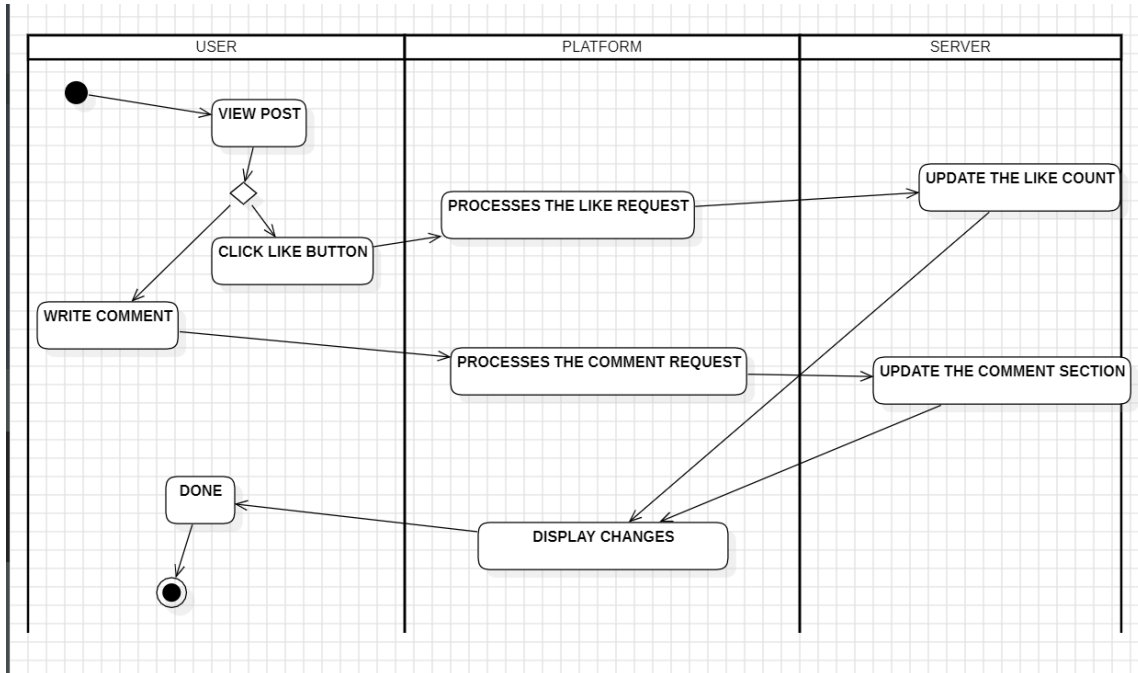 USER
PLATFORM
SERVER
VIEW POST
UPDATE THE LIKE COUNT
PROCESSES THE LIKE REQUEST
CLICK LIKE BUTTON
WRITE COMMENT
PROCESSES THE COMMENT REQUEST
UPDATE THE COMMENT SECTION
DONE
DISPLAY CHANGES